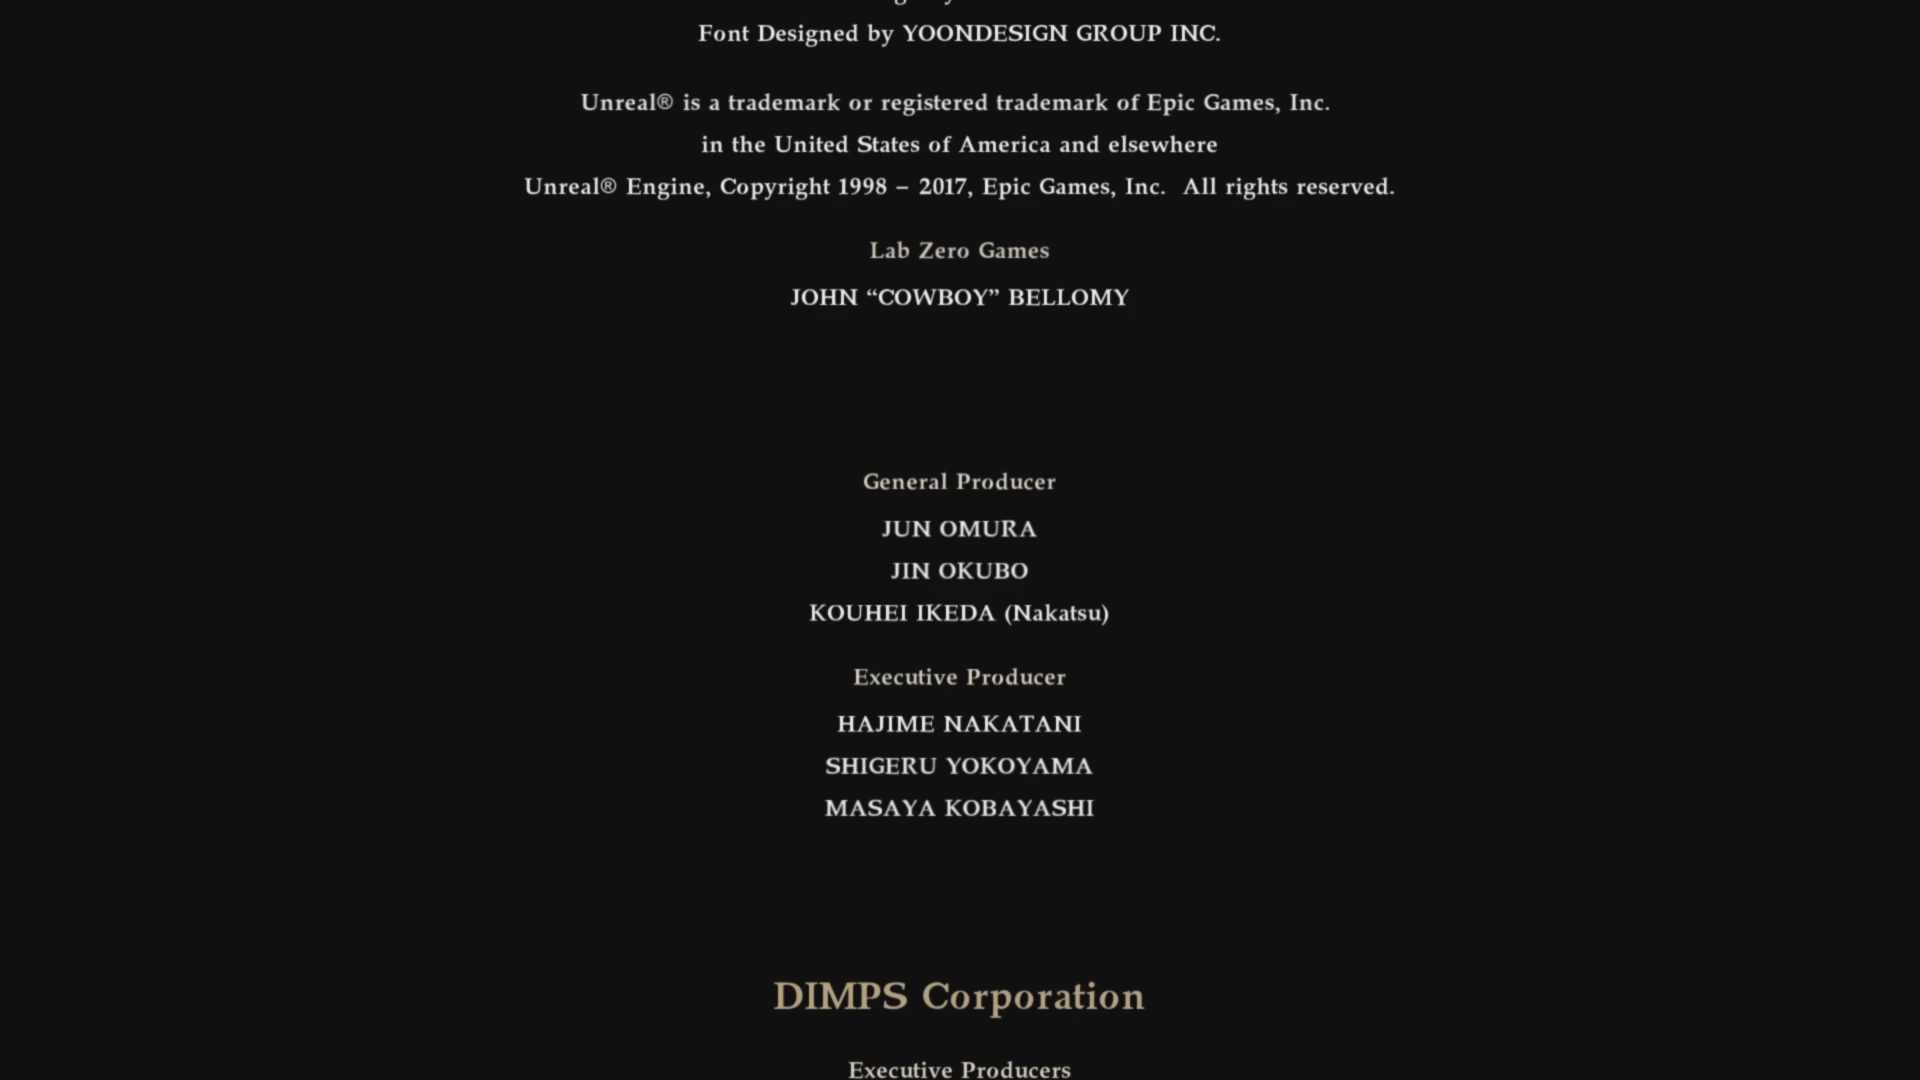 Font Designed by YOONDESIGN GROUP INC.
Unreal® is a trademark or registered trademark of Epic Games, Inc.
in the United States of America and elsewhere
Unreal® Engine, Copyright 1998 – 2017, Epic Games, Inc. All rights reserved.
Lab Zero Games
JOHN “COWBOY” BELLOMY
General Producer
JUN OMURA
JIN OKUBO
KOUHEI IKEDA (Nakatsu)
Executive Producer
HAJIME NAKATANI
SHIGERU YOKOYAMA
MASAYA KOBAYASHI
DIMPS Corporation
Executive Producers